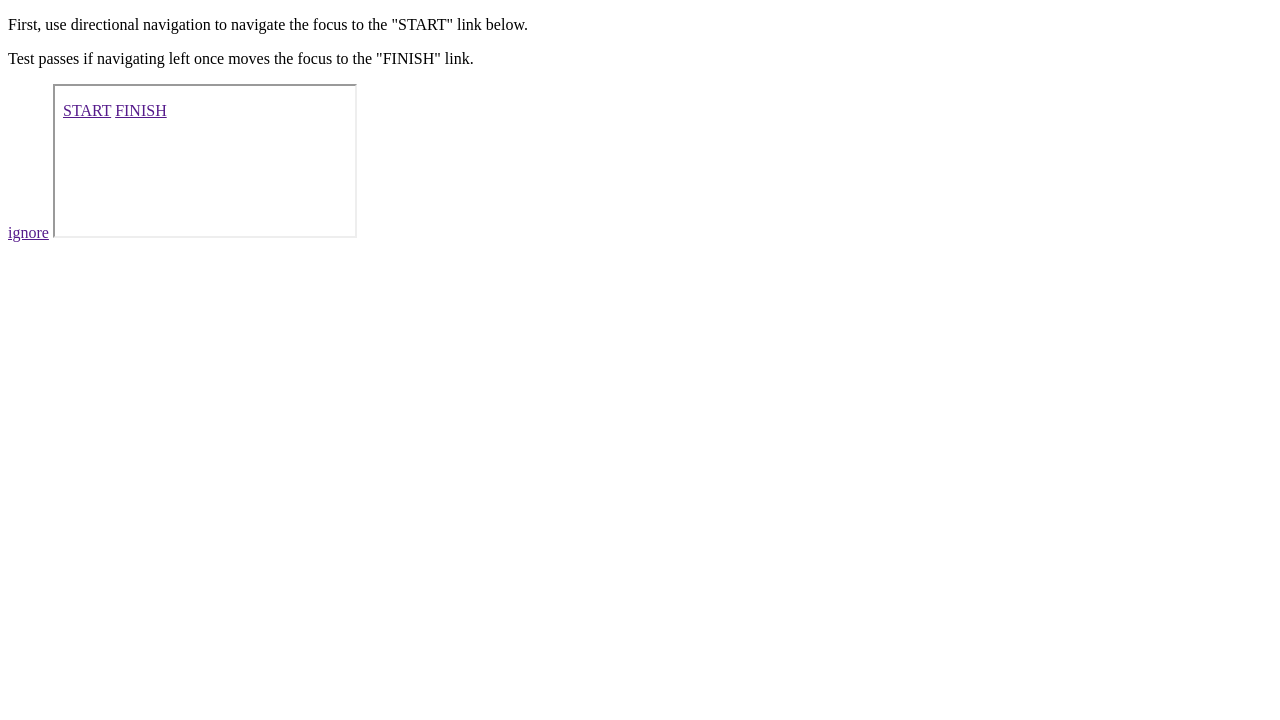 First, use directional navigation to navigate the focus to the "START" link below.
Test passes if navigating left once moves the focus to the "FINISH" link.
START FINISH
ignore